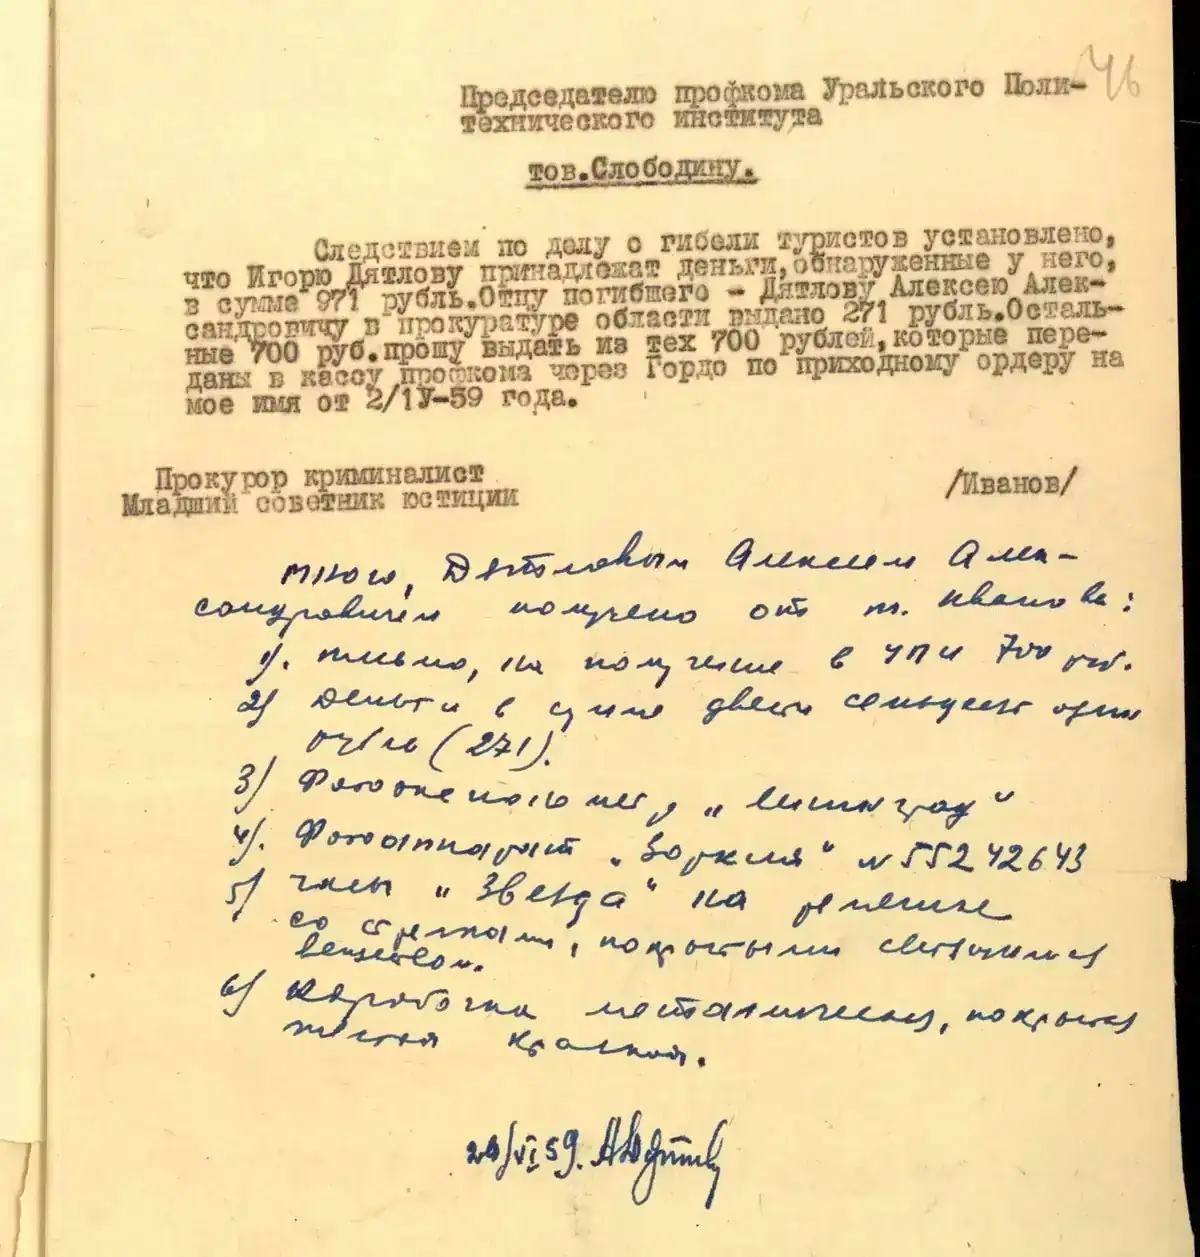 46
Председателю профкома Уральского Поли-
технического института
тов.Слободину.
Следствием по делу о гибели туристов установлено,
что Игорю Дятлову принадлежат деньги,обнаруженные у него,
в сумме 971 рубль.Отцу погибшего - Дятлову Алексею Алек-
сандровичу в прокуратуре области выдано 271 рубль.Осталь-
ные 700 руб.прошу выдать из тех 700 рублей,которые пере-
даны в кассу профкома через Гордо по приходному ордеру на
мое имя от 2/1У-59 года.
Прокурор криминалист
Младший советник юстиции /Иванов/
Мною, Дятловым Алексеем Алек-
сандровичем получено от т. Иванова:
1). письмо, на получение в УПИ 700 руб.
2) Деньги в сумме двести семьдесят один
рубль (271).
3) Фотоэкспонометр „Ленинград"
4). Фотоаппарат „Зоркий" № 55242643
5) часы „Звезда" на ремешке
со стрелками, покрытыми светящимся
веществом.
6) Коробочка металическая, покрытая
желтой краской.
/VI 59.